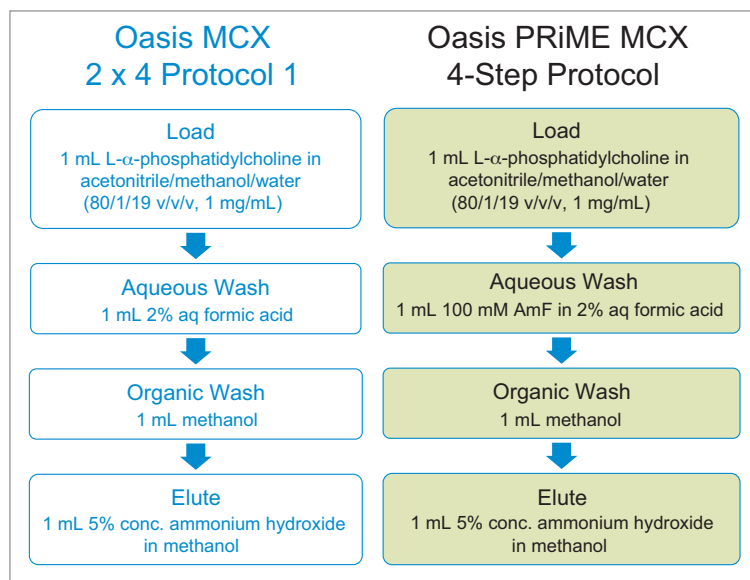 Oasis MCX
2 x 4 Protocol 1
Load
1 mL L-α-phosphatidylcholine in
acetonitrile/methanol/water
(80/1/19 v/v/v, 1 mg/mL)
Aqueous Wash
1 mL 2% aq formic acid
Organic Wash
1 mL methanol
Elute
1 mL 5% conc. ammonium hydroxide
in methanol
Oasis PRiME MCX
4-Step Protocol
Load
1 mL L-α-phosphatidylcholine in
acetonitrile/methanol/water
(80/1/19 v/v/v, 1 mg/mL)
Aqueous Wash
1 mL 100 mM AmF in 2% aq formic acid
Organic Wash
1 mL methanol
Elute
1 mL 5% conc. ammonium hydroxide
in methanol